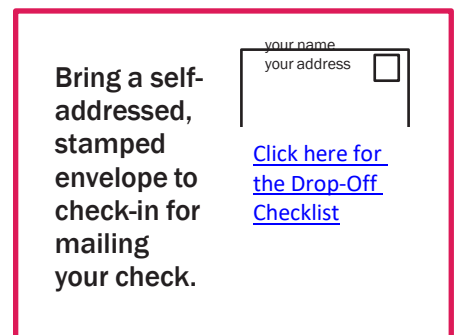 Bring a self-
addressed,
stamped
envelope to
check-in for
mailing
your check.
your name
your address
Click here for
the Drop-Off
Checklist